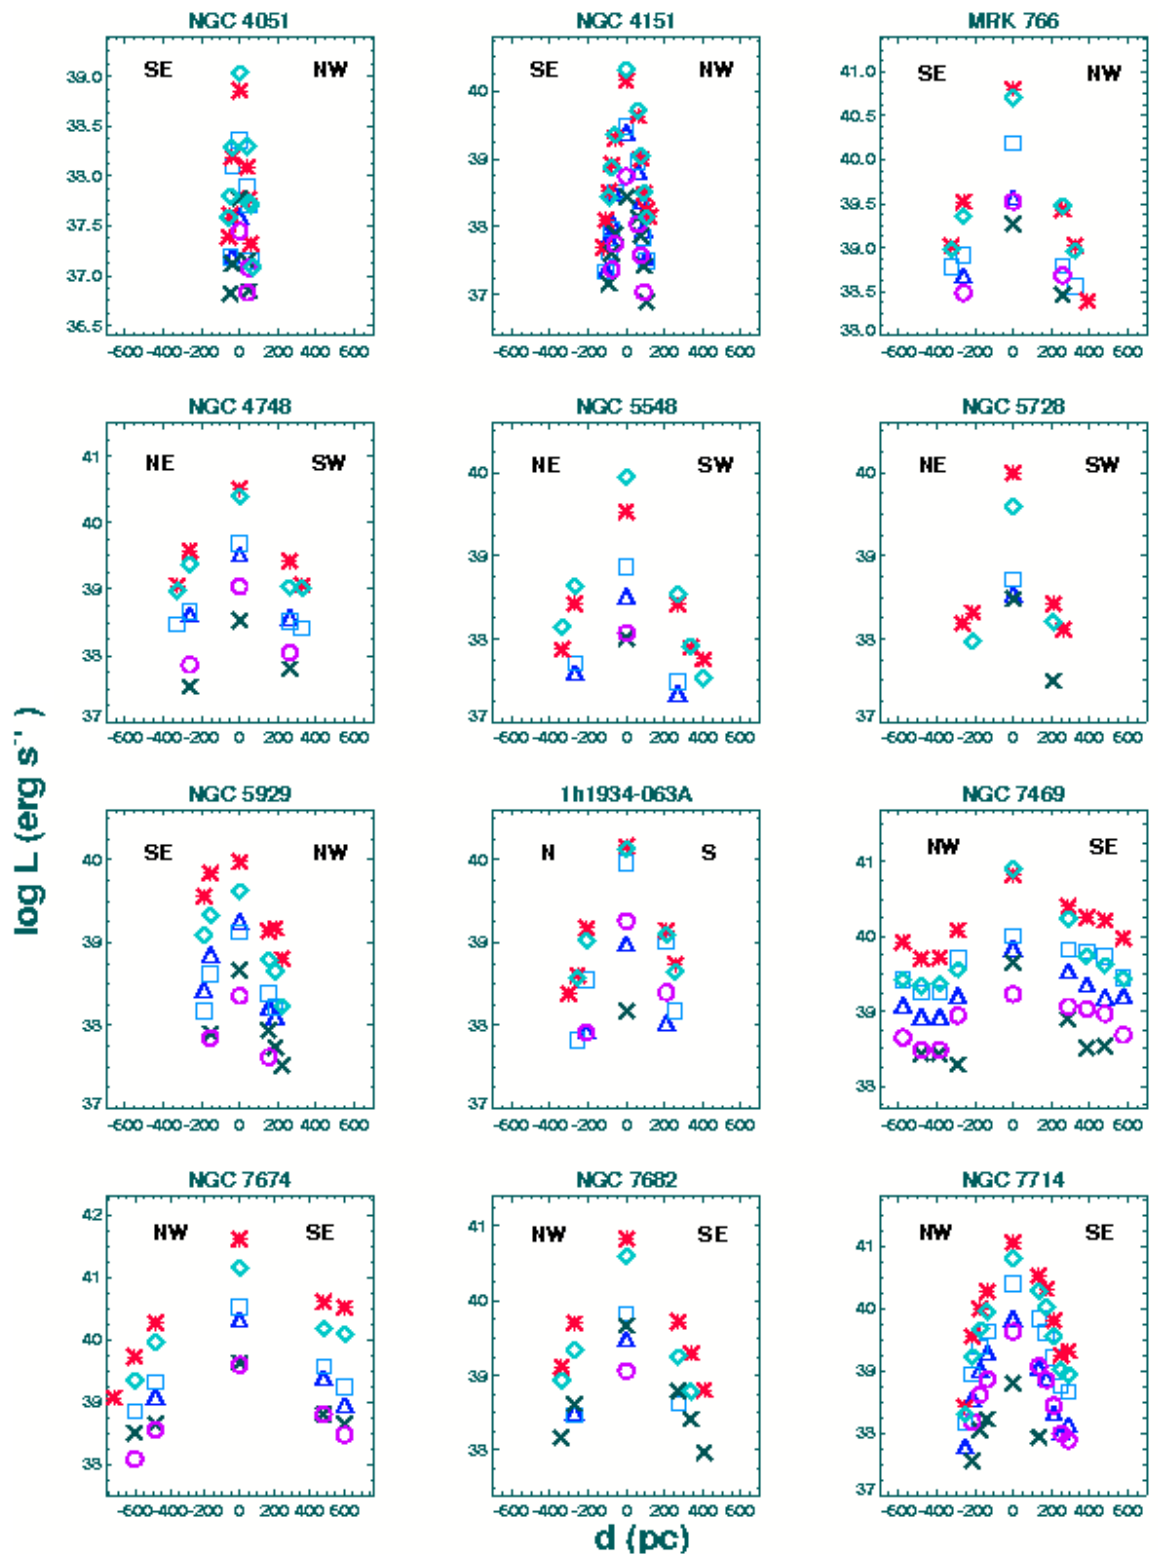 NGC 4051 NGC 4151 MRK 766
SE NW SE NW SE NW
39.0 38.5 38.0 37.5 37.0 36.5
40 39 38 37
41.0 40.5 40.0 39.5 39.0 38.5 38.0
-600 -400 -200 0 200 400 600 -600 -400 -200 0 200 400 600 -600 -400 -200 0 200 400 600
NGC 4748 NGC 5548 NGC 5728
NE SW NE SW NE SW
41 40 39 38 37
40 39 38 37
40 39 38 37
-600 -400 -200 0 200 400 600 -600 -400 -200 0 200 400 600 -600 -400 -200 0 200 400 600
log L (erg s⁻¹)
NGC 5929 1h1934-063A NGC 7469
SE NW N S NW SE
40 39 38 37
40 39 38 37
41 40 39 38
-600 -400 -200 0 200 400 600 -600 -400 -200 0 200 400 600 -600 -400 -200 0 200 400 600
NGC 7674 NGC 7682 NGC 7714
NW SE NW SE NW SE
42 41 40 39 38
41 40 39 38
41 40 39 38 37
-600 -400 -200 0 200 400 600 -600 -400 -200 0 200 400 600 -600 -400 -200 0 200 400 600
d (pc)